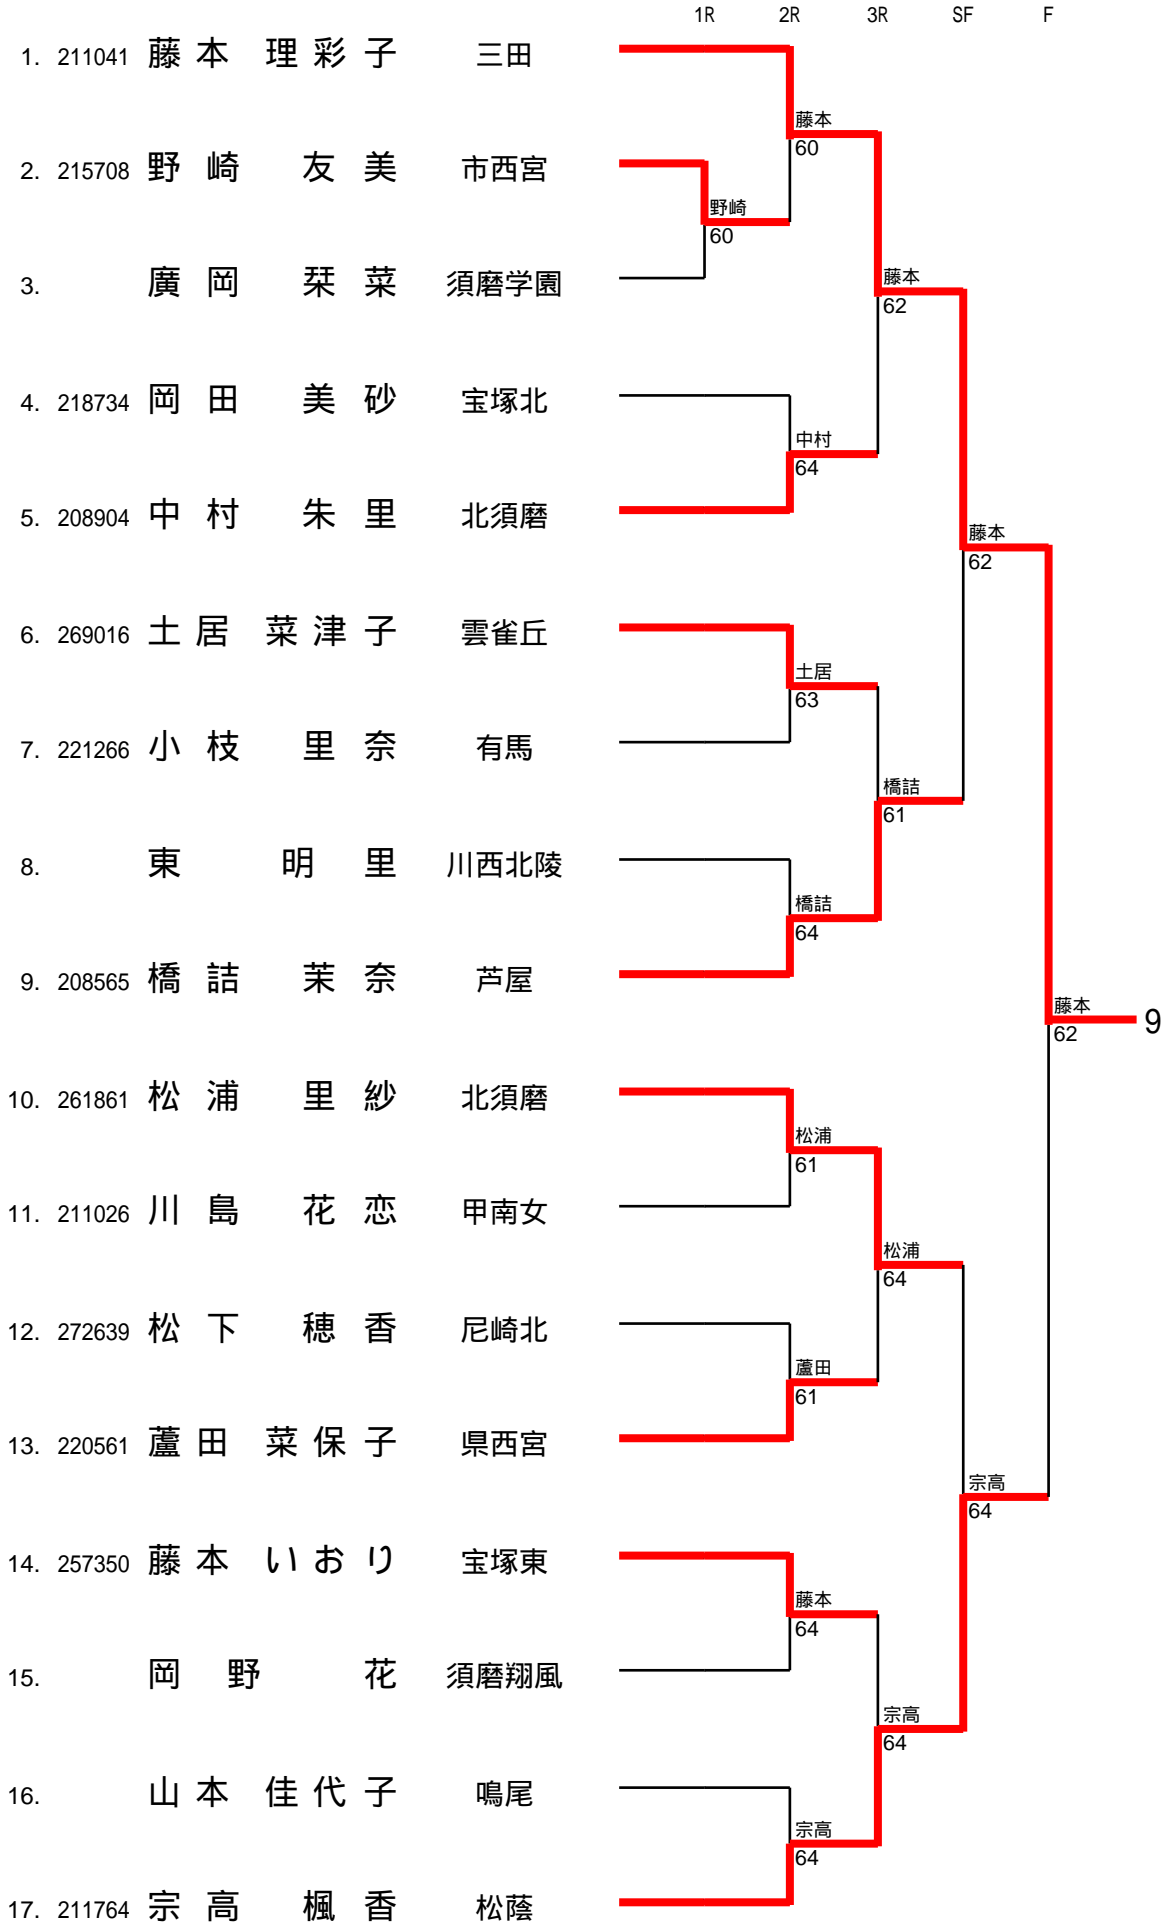 1R 2R 3R SF F
1. 211041 藤本 理彩子 三田
藤本
60
2. 215708 野崎 友美 市西宮
野崎
60
3. 廣岡 栞菜 須磨学園
藤本
62
4. 218734 岡田 美砂 宝塚北
中村
64
5. 208904 中村 朱里 北須磨
藤本
62
6. 269016 土居 菜津子 雲雀丘
土居
63
7. 221266 小枝 里奈 有馬
橋詰
61
8. 東 明里 川西北陵
橋詰
64
9. 208565 橋詰 茉奈 芦屋
藤本
62
9
10. 261861 松浦 里紗 北須磨
松浦
61
11. 211026 川島 花恋 甲南女
松浦
64
12. 272639 松下 穂香 尼崎北
蘆田
61
13. 220561 蘆田 菜保子 県西宮
宗高
64
14. 257350 藤本 いおり 宝塚東
藤本
64
15. 岡野 花 須磨翔風
宗高
64
16. 山本 佳代子 鳴尾
宗高
64
17. 211764 宗高 楓香 松蔭